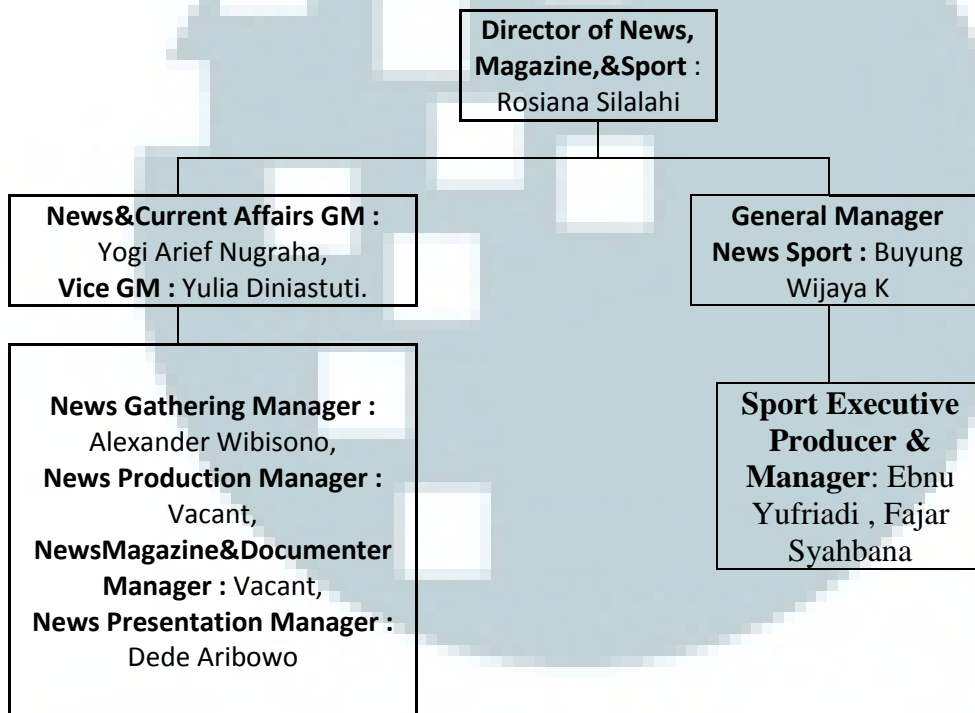 Director of News,
Magazine,&Sport :
Rosiana Silalahi
News&Current Affairs GM :
Yogi Arief Nugraha,
Vice GM : Yulia Diniastuti.
General Manager
News Sport : Buyung
Wijaya K
News Gathering Manager :
Alexander Wibisono,
News Production Manager :
Vacant,
NewsMagazine&Documenter
Manager : Vacant,
News Presentation Manager :
Dede Aribowo
Sport Executive
Producer &
Manager: Ebnu
Yufriadi , Fajar
Syahbana